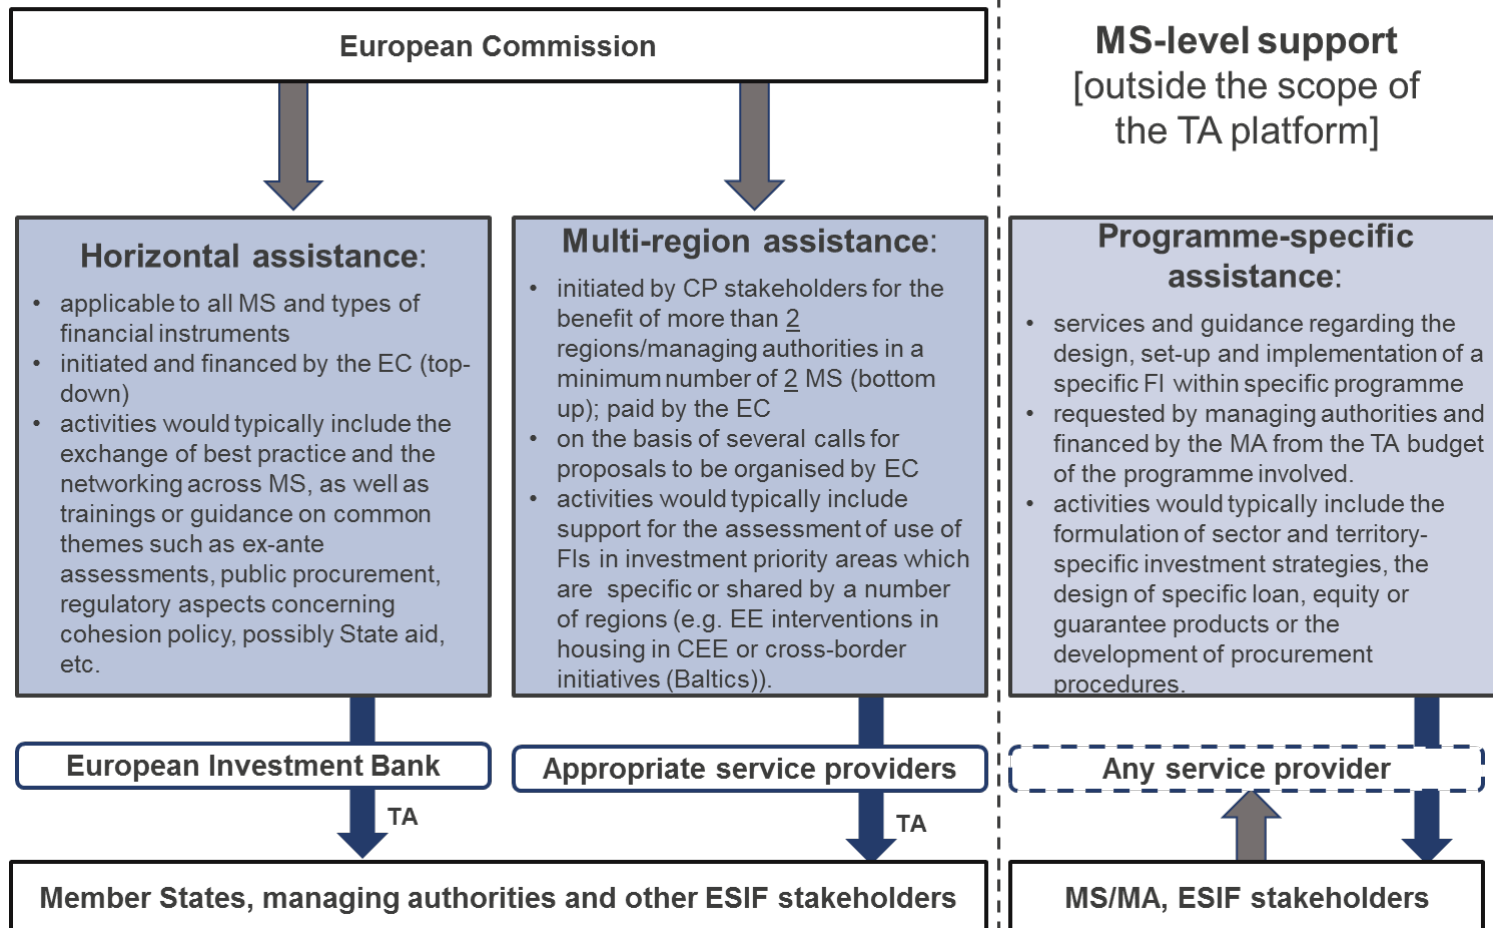 European Commission
MS-level support
[outside the scope of
the TA platform]
Horizontal assistance:
• applicable to all MS and types of
financial instruments
• initiated and financed by the EC (top-
down)
• activities would typically include the
exchange of best practice and the
networking across MS, as well as
trainings or guidance on common
themes such as ex-ante
assessments, public procurement,
regulatory aspects concerning
cohesion policy, possibly State aid,
etc.
Multi-region assistance:
• initiated by CP stakeholders for the
benefit of more than 2
regions/managing authorities in a
minimum number of 2 MS (bottom
up); paid by the EC
• on the basis of several calls for
proposals to be organised by EC
• activities would typically include
support for the assessment of use of
FIs in investment priority areas which
are specific or shared by a number
of regions (e.g. EE interventions in
housing in CEE or cross-border
initiatives (Baltics)).
Programme-specific
assistance:
• services and guidance regarding the
design, set-up and implementation of a
specific FI within specific programme
• requested by managing authorities and
financed by the MA from the TA budget
of the programme involved.
• activities would typically include the
formulation of sector and territory-
specific investment strategies, the
design of specific loan, equity or
guarantee products or the
development of procurement
procedures.
European Investment Bank
Appropriate service providers
Any service provider
TA
TA
Member States, managing authorities and other ESIF stakeholders
MS/MA, ESIF stakeholders